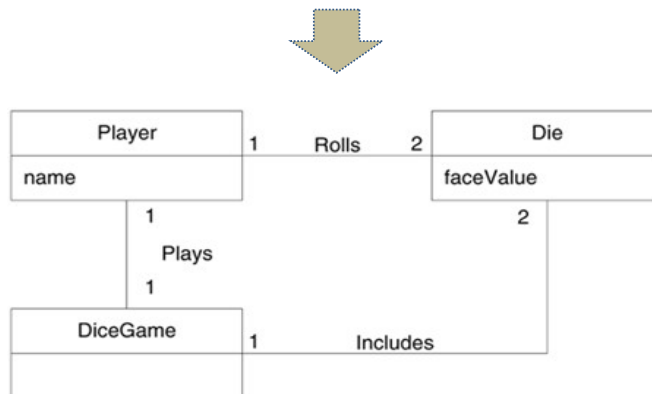 Player
Die
1 Rolls 2
name
faceValue
1
2
Plays
1
DiceGame
1 Includes